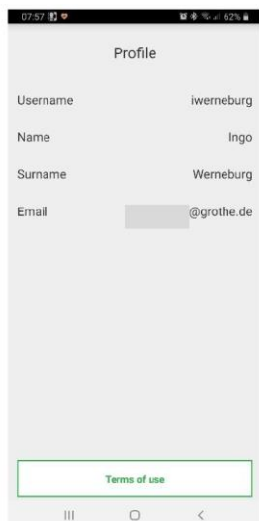 07:57 62%
Profile
Username iwerneburg
Name Ingo
Surname Werneburg
Email @grothe.de
Terms of use